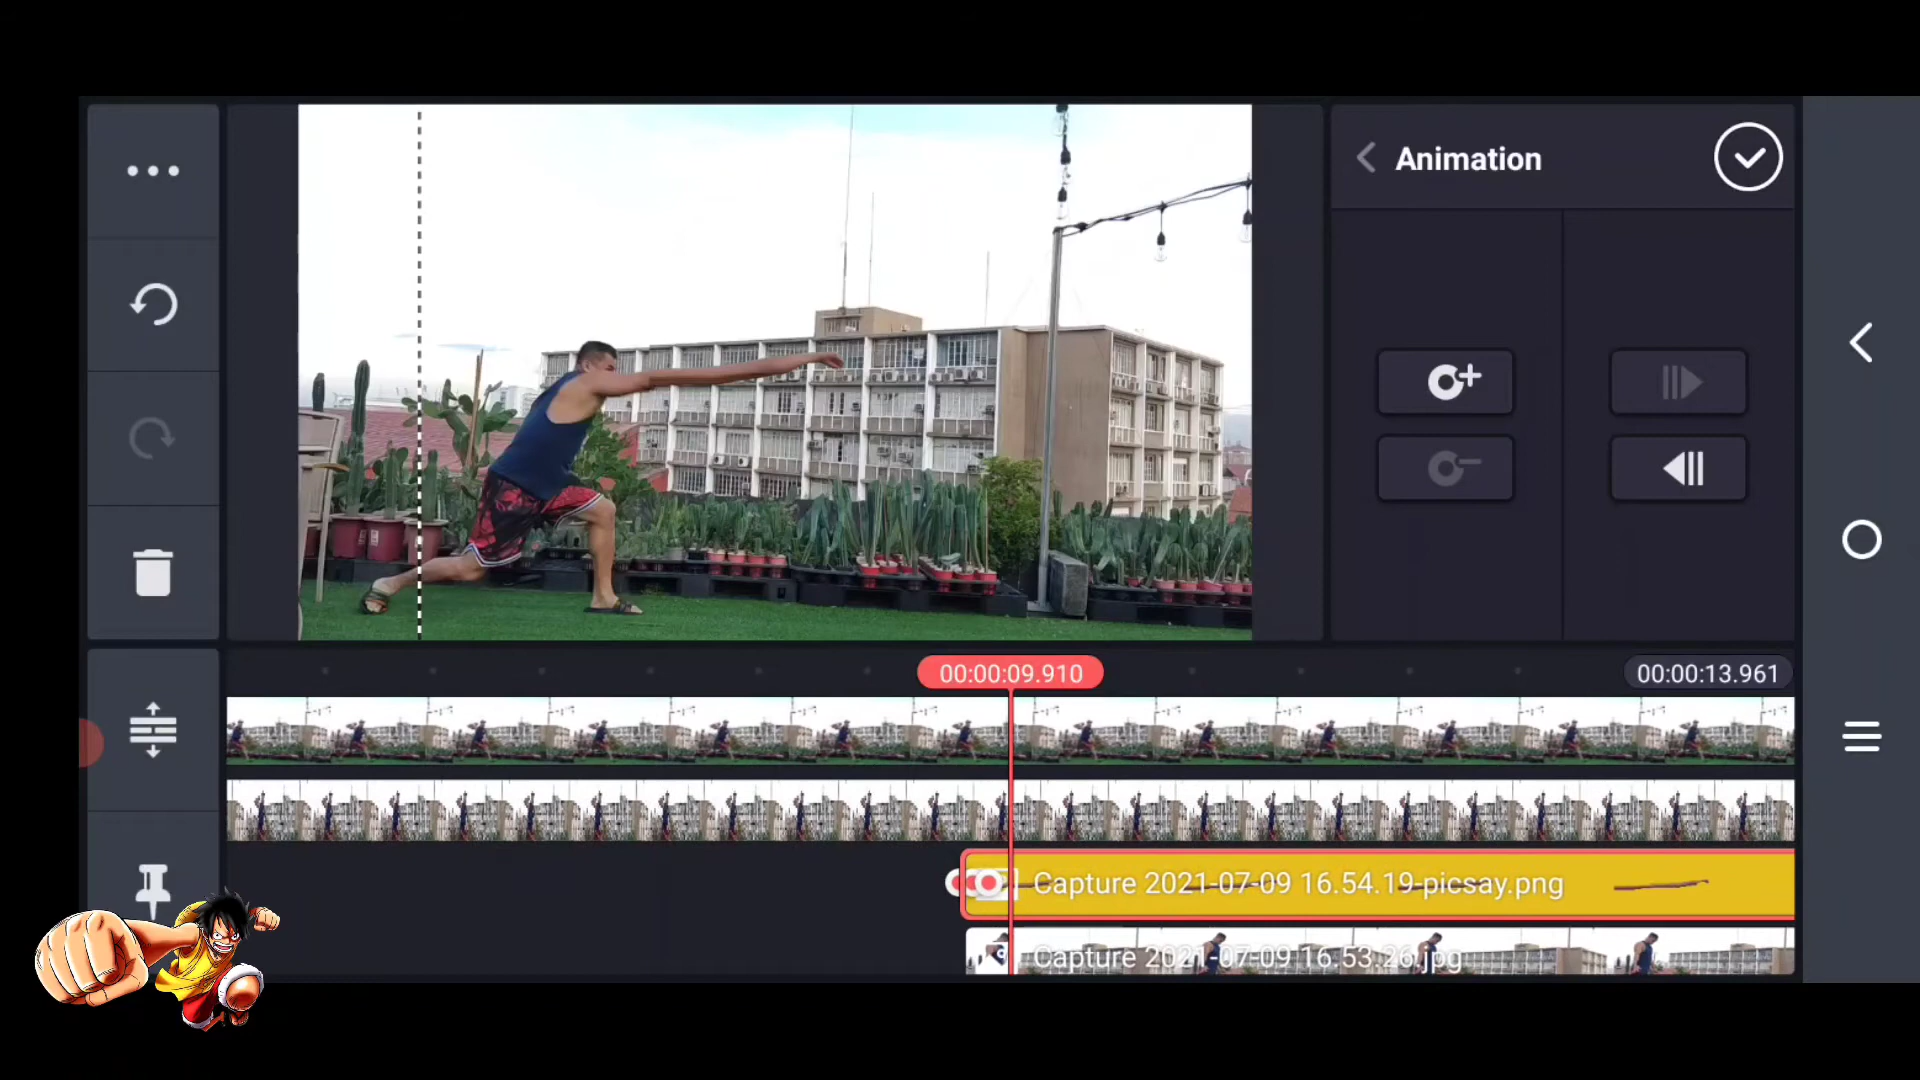 Animation
00:00:09.910
00:00:13.961
Capture 2021-07-09 16.54.19-picsay.png
Capture 2021-07-09 16.53.26.jpg